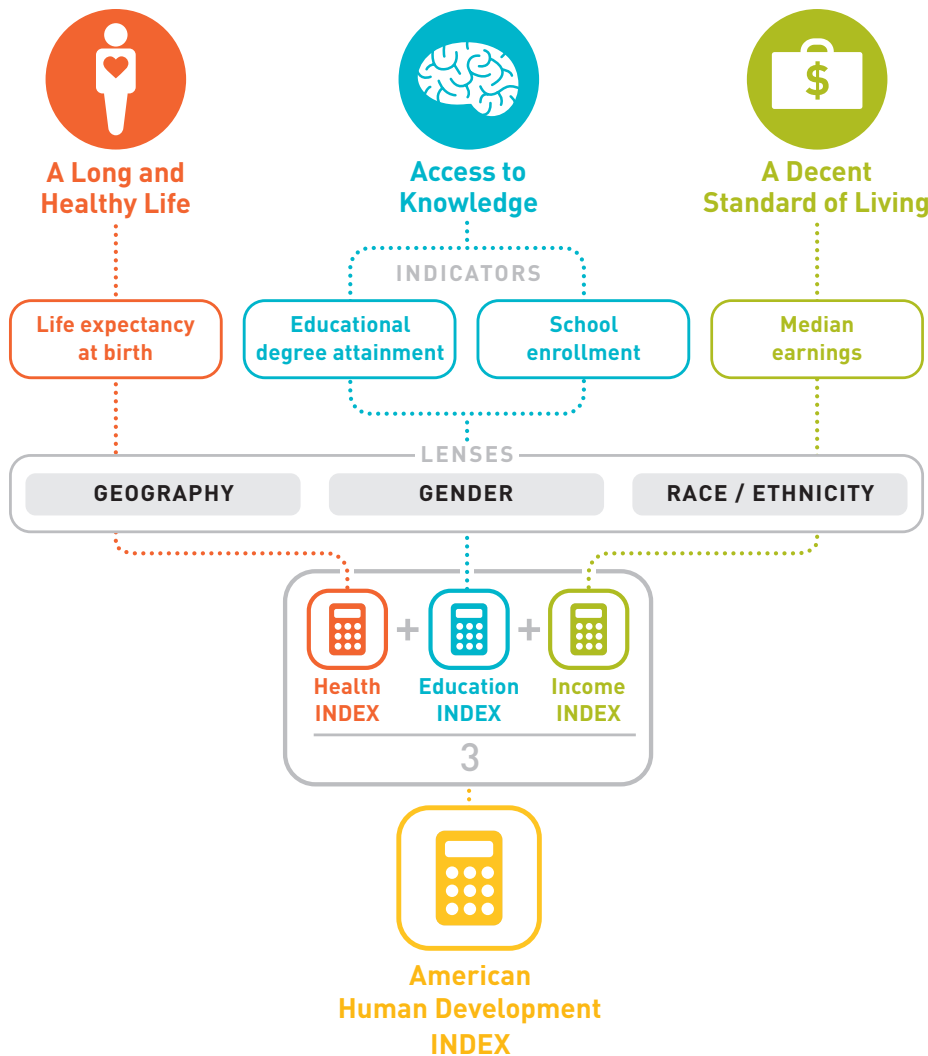 $
A Long and
Healthy Life
Access to
Knowledge
A Decent
Standard of Living
INDICATORS
Life expectancy
at birth
Educational
degree attainment
School
enrollment
Median
earnings
LENSES
GEOGRAPHY
GENDER
RACE / ETHNICITY
+
+
Health
INDEX
Education
INDEX
Income
INDEX
3
American
Human Development
INDEX